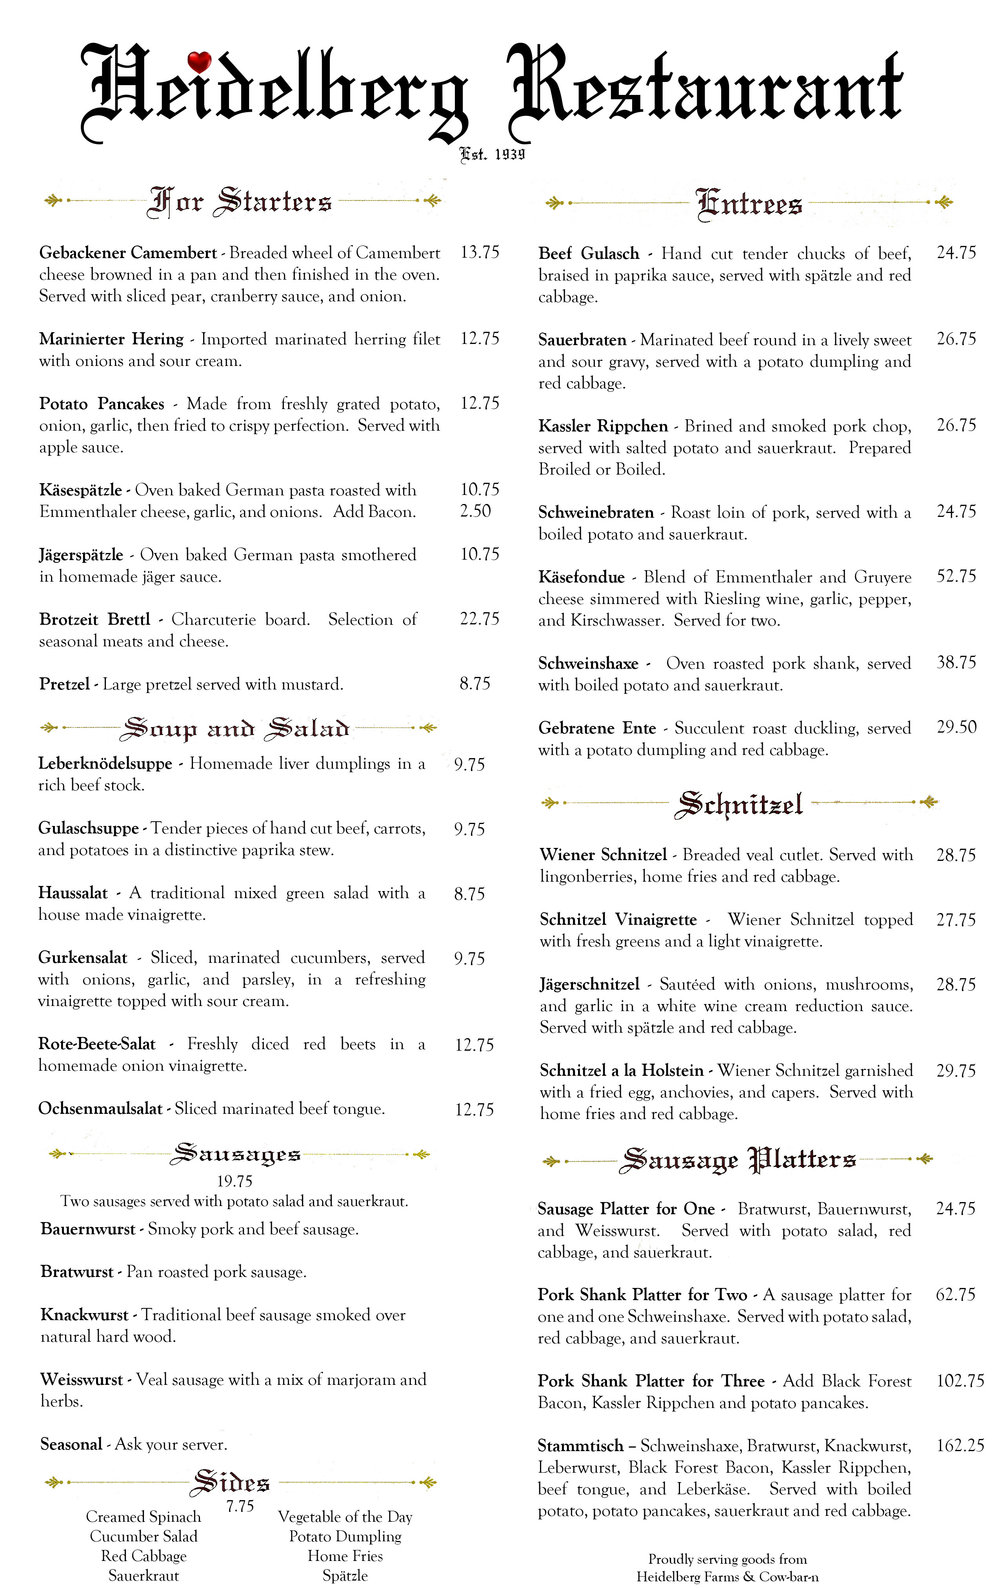 Heidelberg Restaurant
Est. 1939
For Starters
Gebackener Camembert - Breaded wheel of Camembert 13.75
cheese browned in a pan and then finished in the oven.
Served with sliced pear, cranberry sauce, and onion.
Marinierter Hering - Imported marinated herring filet 12.75
with onions and sour cream.
Potato Pancakes - Made from freshly grated potato, 12.75
onion, garlic, then fried to crispy perfection. Served with
apple sauce.
Käsespätzle - Oven baked German pasta roasted with 10.75
Emmenthaler cheese, garlic, and onions. Add Bacon. 2.50
Jägerspätzle - Oven baked German pasta smothered 10.75
in homemade jäger sauce.
Brotzeit Brettl - Charcuterie board. Selection of 22.75
seasonal meats and cheese.
Pretzel - Large pretzel served with mustard. 8.75
Soup and Salad
Leberknödelsuppe - Homemade liver dumplings in a 9.75
rich beef stock.
Gulaschsuppe - Tender pieces of hand cut beef, carrots, 9.75
and potatoes in a distinctive paprika stew.
Haussalat - A traditional mixed green salad with a 8.75
house made vinaigrette.
Gurkensalat - Sliced, marinated cucumbers, served 9.75
with onions, garlic, and parsley, in a refreshing
vinaigrette topped with sour cream.
Rote-Beete-Salat - Freshly diced red beets in a 12.75
homemade onion vinaigrette.
Ochsenmaulsalat - Sliced marinated beef tongue. 12.75
Sausages
19.75
Two sausages served with potato salad and sauerkraut.
Bauernwurst - Smoky pork and beef sausage.
Bratwurst - Pan roasted pork sausage.
Knackwurst - Traditional beef sausage smoked over
natural hard wood.
Weisswurst - Veal sausage with a mix of marjoram and
herbs.
Seasonal - Ask your server.
Sides
7.75
Creamed Spinach
Cucumber Salad
Red Cabbage
Sauerkraut
Vegetable of the Day
Potato Dumpling
Home Fries
Spätzle
Entrees
Beef Gulasch - Hand cut tender chucks of beef, 24.75
braised in paprika sauce, served with spätzle and red
cabbage.
Sauerbraten - Marinated beef round in a lively sweet 26.75
and sour gravy, served with a potato dumpling and
red cabbage.
Kassler Rippchen - Brined and smoked pork chop, 26.75
served with salted potato and sauerkraut. Prepared
Broiled or Boiled.
Schweinebraten - Roast loin of pork, served with a 24.75
boiled potato and sauerkraut.
Käsefondue - Blend of Emmenthaler and Gruyere 52.75
cheese simmered with Riesling wine, garlic, pepper,
and Kirschwasser. Served for two.
Schweinshaxe - Oven roasted pork shank, served 38.75
with boiled potato and sauerkraut.
Gebratene Ente - Succulent roast duckling, served 29.50
with a potato dumpling and red cabbage.
Schnitzel
Wiener Schnitzel - Breaded veal cutlet. Served with 28.75
lingonberries, home fries and red cabbage.
Schnitzel Vinaigrette - Wiener Schnitzel topped 27.75
with fresh greens and a light vinaigrette.
Jägerschnitzel - Sautéed with onions, mushrooms, 28.75
and garlic in a white wine cream reduction sauce.
Served with spätzle and red cabbage.
Schnitzel a la Holstein - Wiener Schnitzel garnished 29.75
with a fried egg, anchovies, and capers. Served with
home fries and red cabbage.
Sausage Platters
Sausage Platter for One - Bratwurst, Bauernwurst, 24.75
and Weisswurst. Served with potato salad, red
cabbage, and sauerkraut.
Pork Shank Platter for Two - A sausage platter for 62.75
one and one Schweinshaxe. Served with potato salad,
red cabbage, and sauerkraut.
Pork Shank Platter for Three - Add Black Forest 102.75
Bacon, Kassler Rippchen and potato pancakes.
Stammtisch – Schweinshaxe, Bratwurst, Knackwurst, 162.25
Leberwurst, Black Forest Bacon, Kassler Rippchen,
beef tongue, and Leberkäse. Served with boiled
potato, potato pancakes, sauerkraut and red cabbage.
Proudly serving goods from
Heidelberg Farms & Cow-bar-n